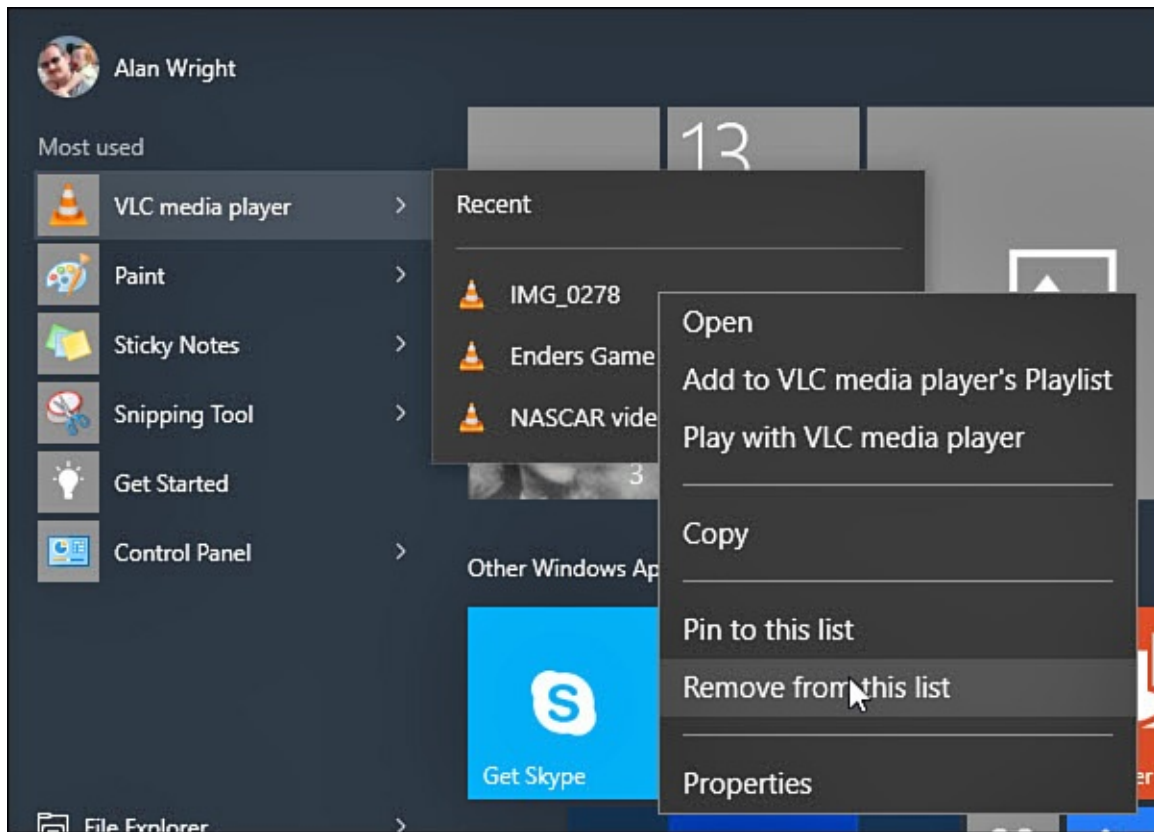 Alan Wright
Most used
VLC media player
Paint
Sticky Notes
Snipping Tool
Get Started
Control Panel
File Explorer
13
Recent
IMG_0278
Enders Game
NASCAR vide
3
Open
Add to VLC media player's Playlist
Play with VLC media player
Copy
Pin to this list
Remove from this list
Properties
Other Windows Ap
Get Skype
er